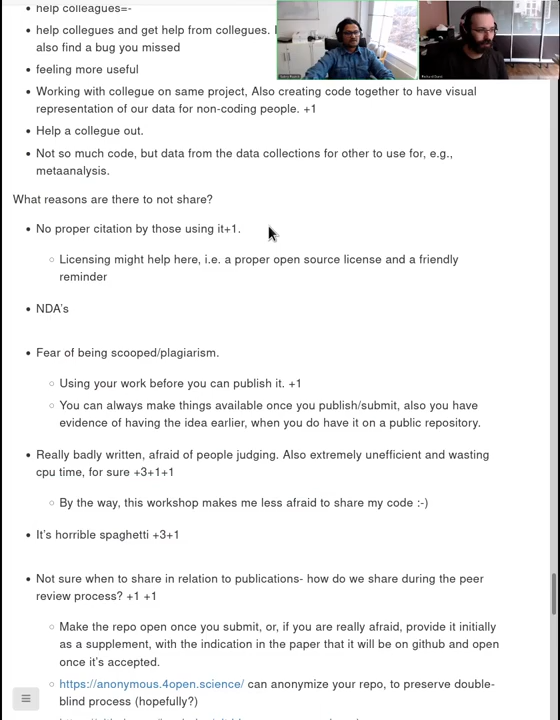 help colleagues=-
help collegues and get help from collegues.
also find a bug you missed
feeling more useful
Working with collegue on same project, Also creating code together to have visual
representation of our data for non-coding people. +1
Help a collegue out.
Not so much code, but data from the data collections for other to use for, e.g.,
metaanalysis.
What reasons are there to not share?
No proper citation by those using it+1.
Licensing might help here, i.e. a proper open source license and a friendly
reminder
NDA's
Fear of being scooped/plagiarism.
Using your work before you can publish it. +1
You can always make things available once you publish/submit, also you have
evidence of having the idea earlier, when you do have it on a public repository.
Really badly written, afraid of people judging. Also extremely unefficient and wasting
cpu time, for sure +3+1+1
By the way, this workshop makes me less afraid to share my code :-)
It's horrible spaghetti +3+1
Not sure when to share in relation to publications- how do we share during the peer
review process? +1 +1
Make the repo open once you submit, or, if you are really afraid, provide it initially
as a supplement, with the indication in the paper that it will be on github and open
once it's accepted.
https://anonymous.4open.science/ can anonymize your repo, to preserve double-
blind process (hopefully?)